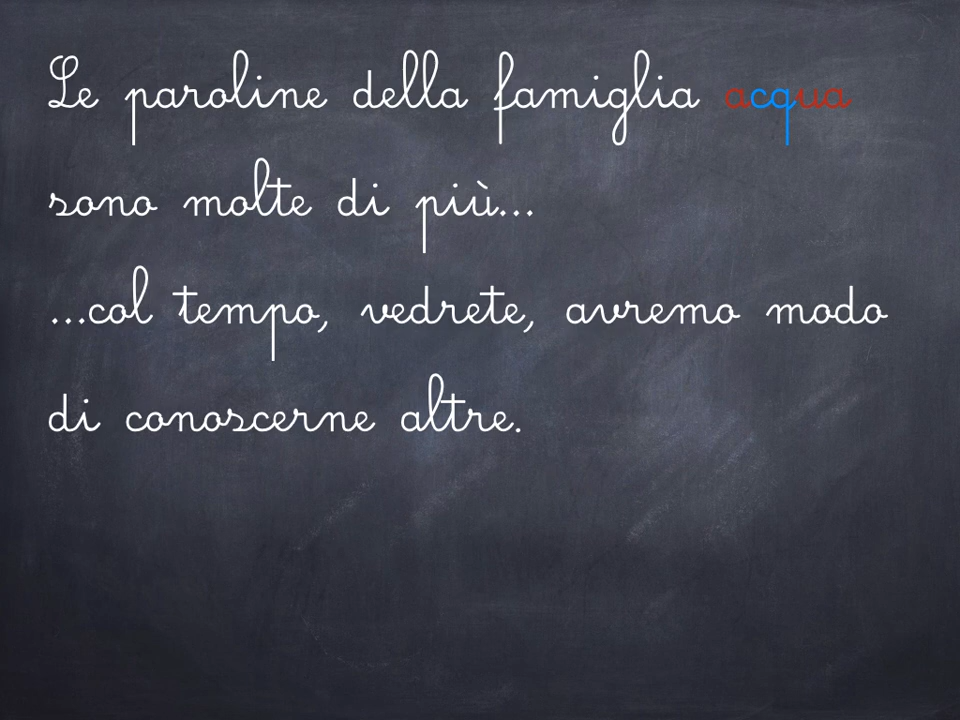 Le paroline della famiglia acqua
sono molte di più...
...col tempo, vedrete, avremo modo
di conoscerne altre.